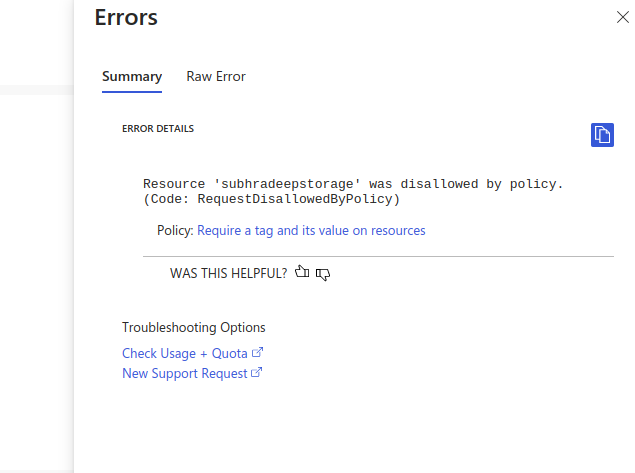 Errors
Summary
Raw Error
ERROR DETAILS
Resource 'subhradeepstorage' was disallowed by policy.
(Code: RequestDisallowedByPolicy)
Policy: Require a tag and its value on resources
WAS THIS HELPFUL?
Troubleshooting Options
Check Usage + Quota
New Support Request